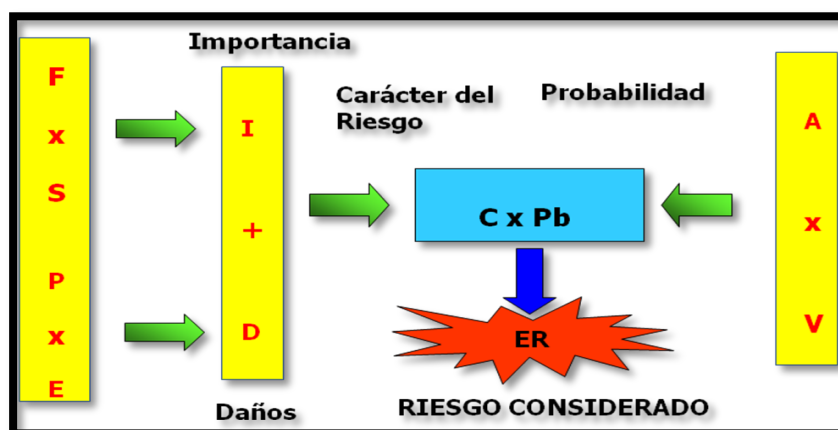 Importancia
F
x
S
P
x
E
I
+
D
Daños
Carácter del
Riesgo
Probabilidad
C x Pb
ER
RIESGO CONSIDERADO
A
x
V